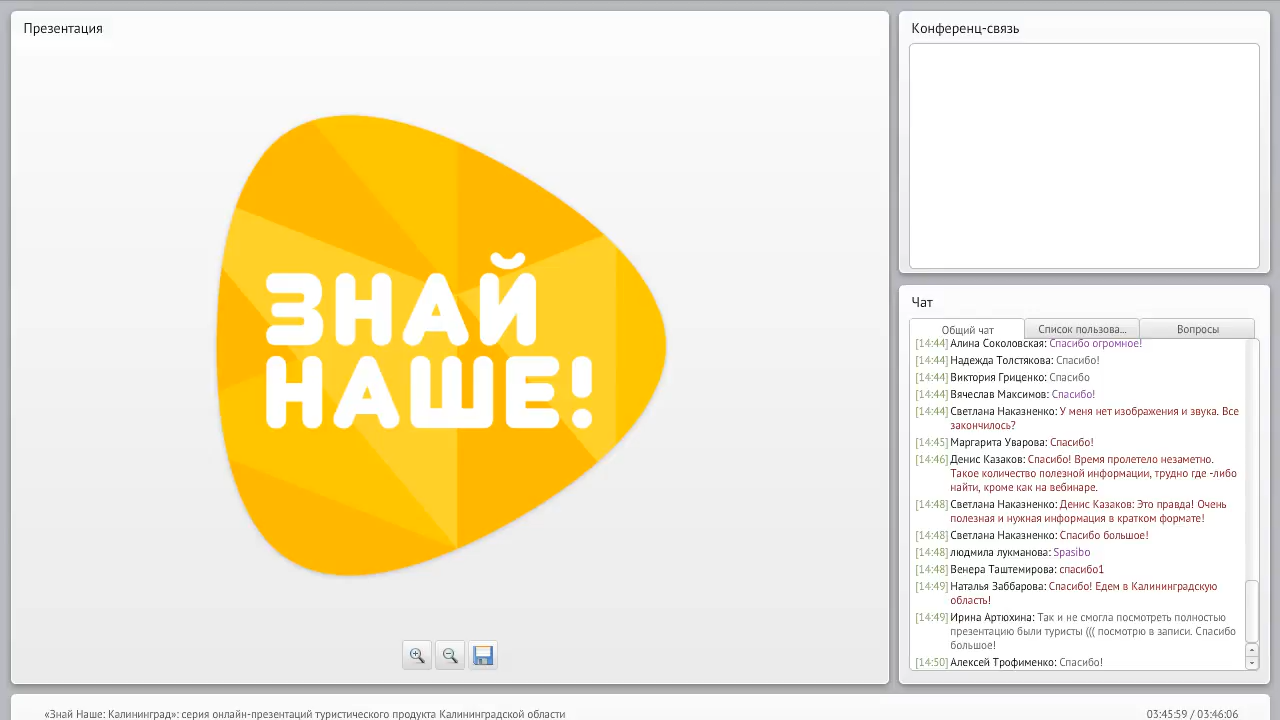 Презентация
ЗНАЙ
НАШЕ!
Конференц-связь
Чат
Общий чат
Список пользова...
Вопросы
[14:44] Алина Соколовская: Спасибо огромное!
[14:44] Надежда Толстякова: Спасибо!
[14:44] Виктория Гриценко: Спасибо
[14:44] Вячеслав Максимов: Спасибо!
[14:44] Светлана Наказненко: У меня нет изображения и звука. Все
закончилось?
[14:45] Маргарита Уварова: Спасибо!
[14:46] Денис Казаков: Спасибо! Время пролетело незаметно.
Такое количество полезной информации, трудно где -либо
найти, кроме как на вебинаре.
[14:48] Светлана Наказненко: Денис Казаков: Это правда! Очень
полезная и нужная информация в кратком формате!
[14:48] Светлана Наказненко: Спасибо большое!
[14:48] людмила лукманова: Spasibo
[14:48] Венера Таштемирова: спасибо1
[14:49] Наталья Заббарова: Спасибо! Едем в Калининградскую
область!
[14:49] Ирина Артюхина: Так и не смогла посмотреть полностью
презентацию были туристы ((( посмотрю в записи. Спасибо
большое!
[14:50] Алексей Трофименко: Спасибо!
«Знай Наше: Калининград»: серия онлайн-презентаций туристического продукта Калининградской области
03:45:59 / 03:46:06